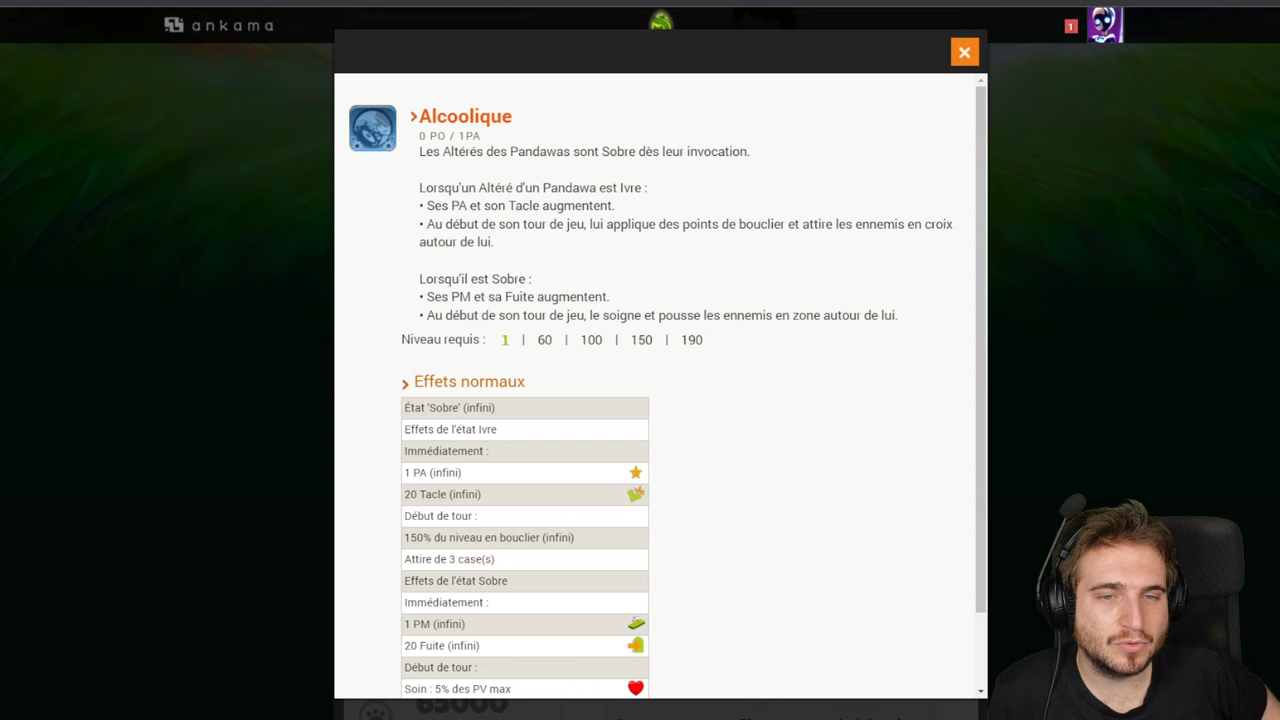 ankama
1
Alcoolique
0 PO / 1PA
Les Altérés des Pandawas sont Sobre dès leur invocation.
Lorsqu'un Altéré d'un Pandawa est Ivre :
• Ses PA et son Tacle augmentent.
• Au début de son tour de jeu, lui applique des points de bouclier et attire les ennemis en croix
autour de lui.
Lorsqu'il est Sobre :
• Ses PM et sa Fuite augmentent.
• Au début de son tour de jeu, le soigne et pousse les ennemis en zone autour de lui.
Niveau requis : 1 | 60 | 100 | 150 | 190
Effets normaux
État 'Sobre' (infini)
Effets de l'état Ivre
Immédiatement :
1 PA (infini)
20 Tacle (infini)
Début de tour :
150% du niveau en bouclier (infini)
Attire de 3 case(s)
Effets de l'état Sobre
Immédiatement :
1 PM (infini)
20 Fuite (infini)
Début de tour :
Soin : 5% des PV max
65000